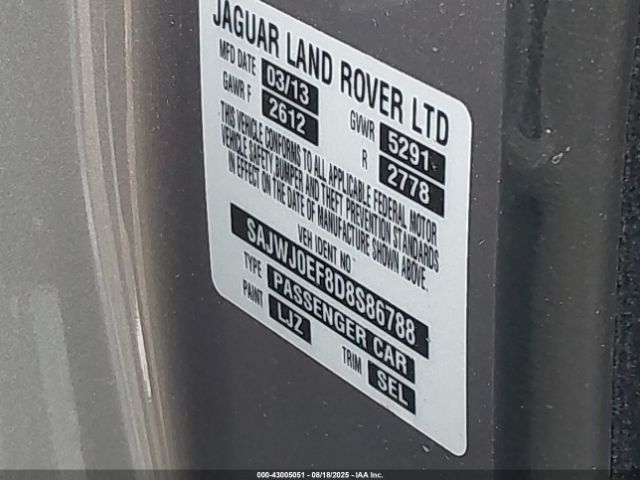 JAGUAR LAND ROVER LTD
MFD DATE 03/13 GVWR 5291
GAWR F 2612 R 2778
THIS VEHICLE CONFORMS TO ALL APPLICABLE FEDERAL MOTOR
VEHICLE SAFETY BUMPER AND THEFT PREVENTION STANDARDS
IN EFFECT ON THE DATE OF MANUFACTURE SHOWN ABOVE.
VEH IDENT NO
SAJWJ0EF8D8S86788
TYPE PASSENGER CAR
PAINT LJZ TRIM SEL
000-43005051 - 08/18/2025 - IAA Inc.